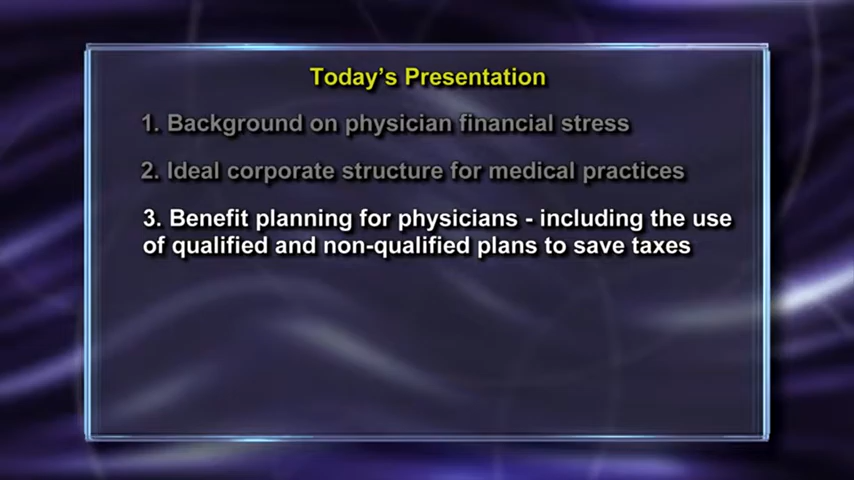 Today's Presentation
1. Background on physician financial stress
2. Ideal corporate structure for medical practices
3. Benefit planning for physicians - including the use
of qualified and non-qualified plans to save taxes